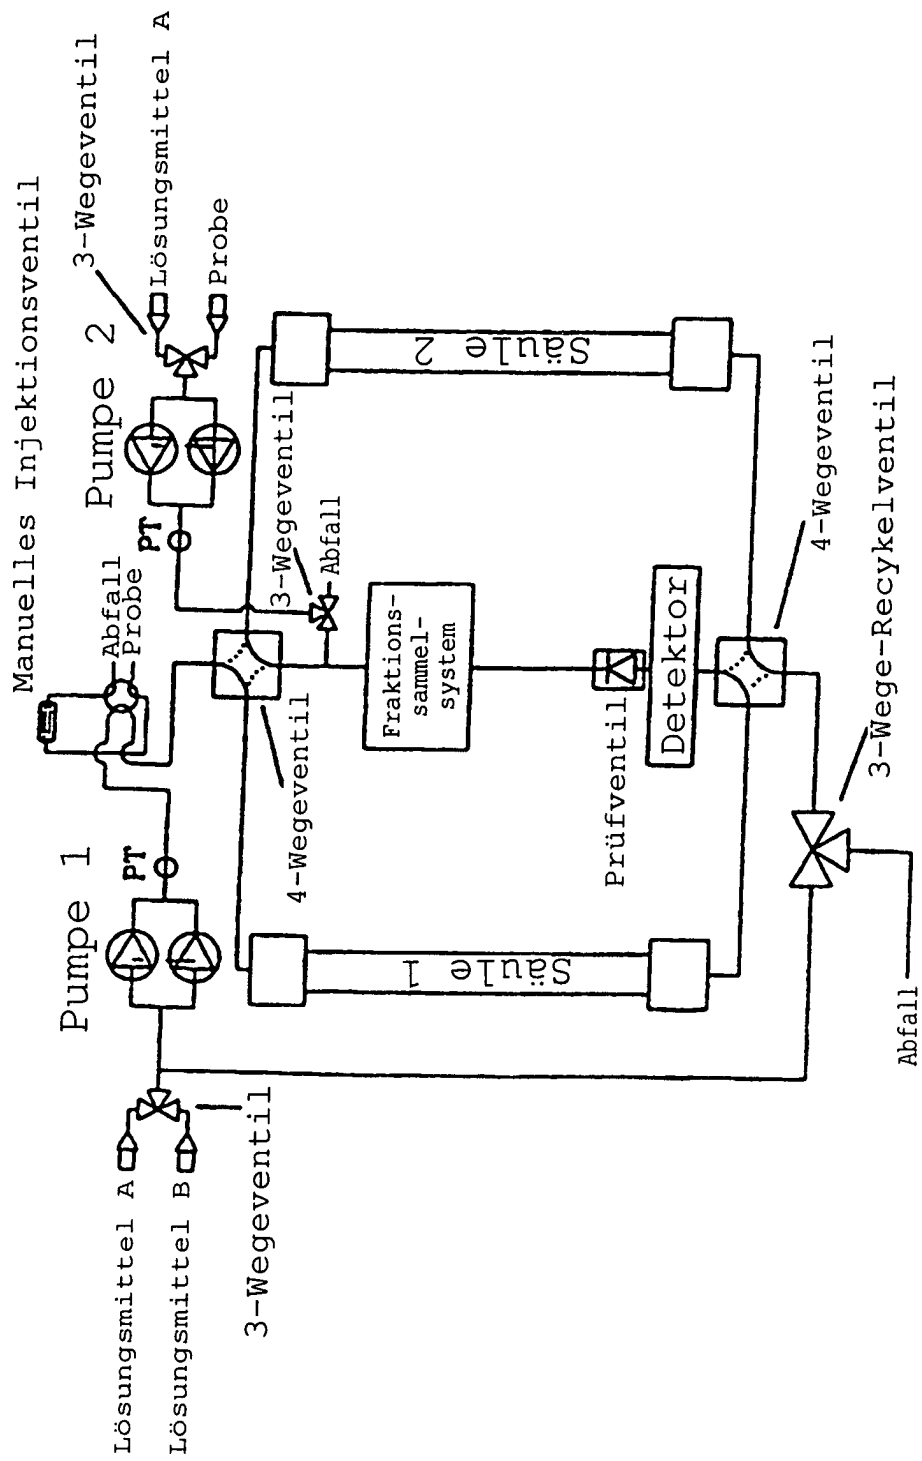 Manuelles Injektionsventil
3-Wegeventil
Lösungsmittel A
Probe
Pumpe 2
PT
Abfall
Probe
Pumpe 1
PT
Lösungsmittel A
Lösungsmittel B
3-Wegeventil
4-Wegeventil
3-Wegeventil
Abfall
Fraktions-
sammel-
system
Prüfventil
Detektor
Säule 1
Säule 2
4-Wegeventil
3-Wege-Recykelventil
Abfall